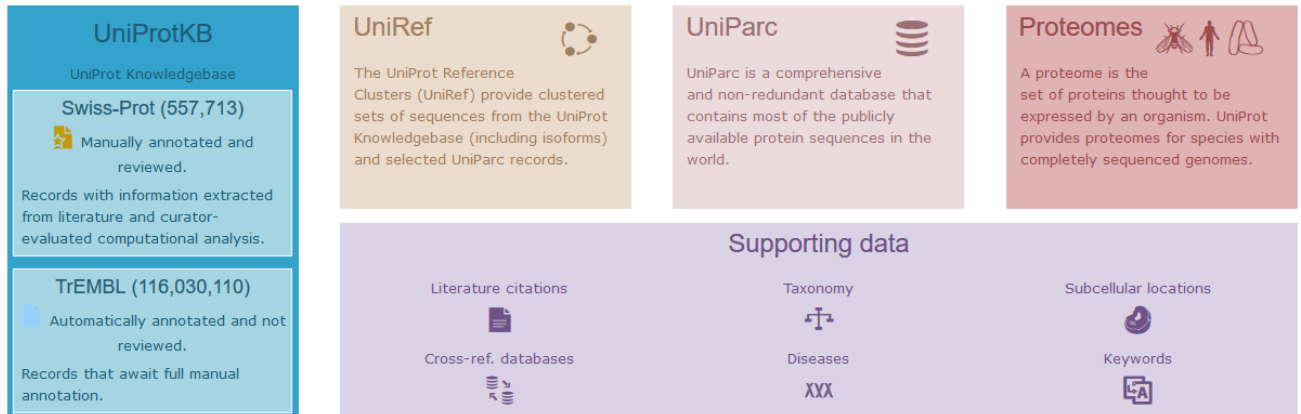 UniProtKB
UniProt Knowledgebase
Swiss-Prot (557,713)
Manually annotated and
reviewed.
Records with information extracted
from literature and curator-
evaluated computational analysis.
TrEMBL (116,030,110)
Automatically annotated and not
reviewed.
Records that await full manual
annotation.
UniRef
The UniProt Reference
Clusters (UniRef) provide clustered
sets of sequences from the UniProt
Knowledgebase (including isoforms)
and selected UniParc records.
UniParc
UniParc is a comprehensive
and non-redundant database that
contains most of the publicly
available protein sequences in the
world.
Proteomes
A proteome is the
set of proteins thought to be
expressed by an organism. UniProt
provides proteomes for species with
completely sequenced genomes.
Supporting data
Literature citations
Taxonomy
Subcellular locations
Cross-ref. databases
Diseases
Keywords